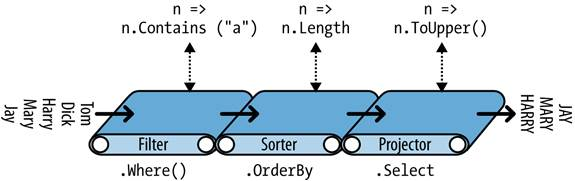 n =>
n.Contains ("a")
n =>
n.Length
n =>
n.ToUpper()
Jay
Mary
Harry
Dick
Tom
Filter
Sorter
Projector
JAY
MARY
HARRY
.Where()
.OrderBy
.Select